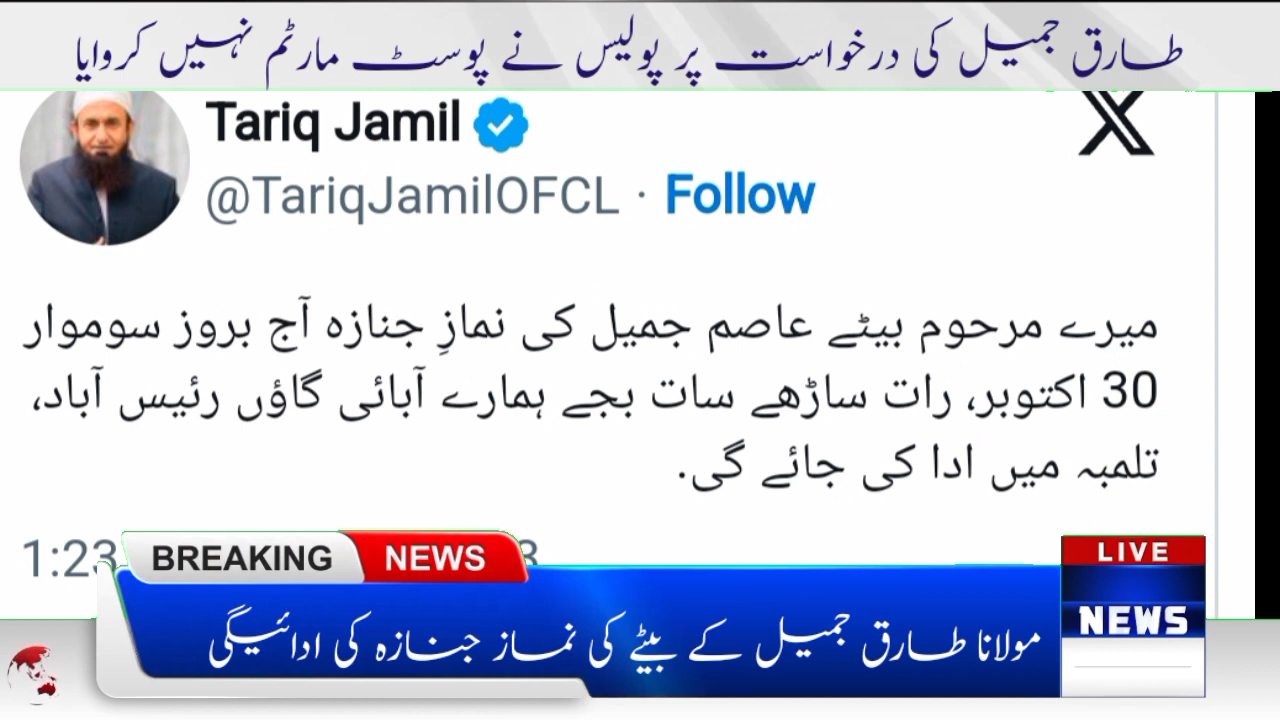 طارق جمیل کی درخواست پر پولیس نے پوسٹ مارٹم نہیں کروایا
Tariq Jamil
@TariqJamilOFCL · Follow
میرے مرحوم بیٹے عاصم جمیل کی نمازِ جنازہ آج بروز سوموار
30 اکتوبر، رات ساڑھے سات بجے ہمارے آبائی گاؤں رئیس آباد،
تلمبہ میں ادا کی جائے گی.
1:23
BREAKING NEWS
LIVE
NEWS
مولانا طارق جمیل کے بیٹے کی نماز جنازہ کی ادائیگی